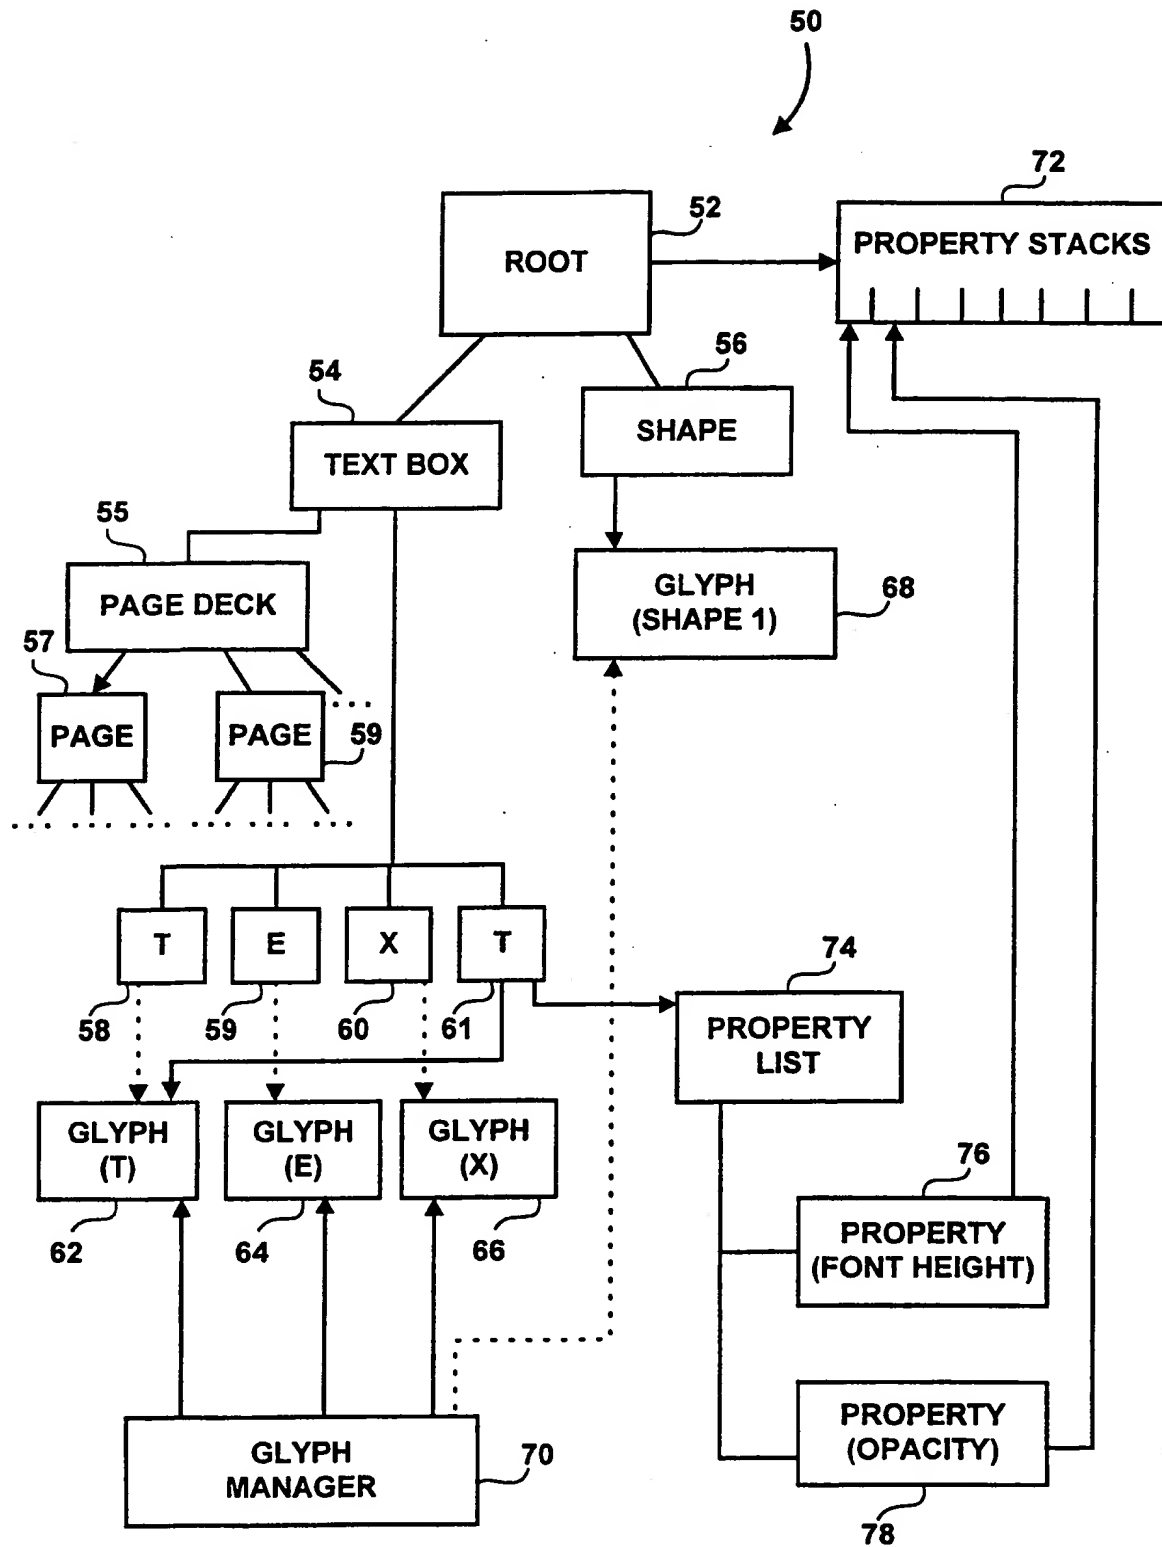 50
72
52
ROOT
PROPERTY STACKS
56
54
SHAPE
TEXT BOX
55
PAGE DECK
GLYPH
(SHAPE 1)
68
57
PAGE
PAGE
59
T
E
X
T
58
59
60
61
74
PROPERTY
LIST
GLYPH
(T)
GLYPH
(E)
GLYPH
(X)
62
64
66
76
PROPERTY
(FONT HEIGHT)
GLYPH
MANAGER
70
PROPERTY
(OPACITY)
78